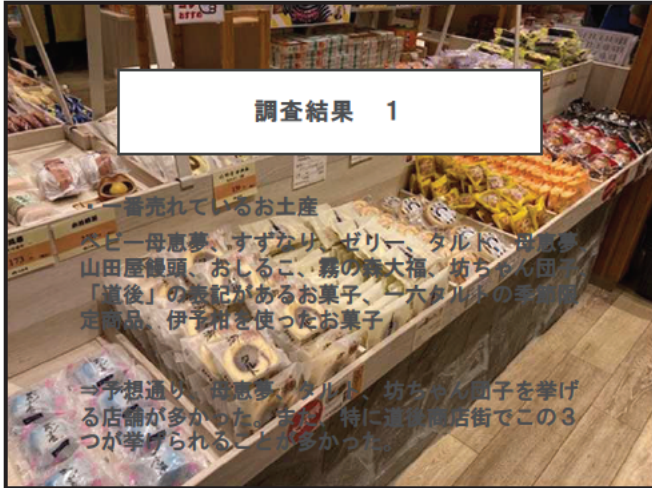 調査結果　1
・一番売れているお土産
ベビー母恵夢、すずなり、ゼリー、タルト、母恵夢
山田屋饅頭、おしるこ、霧の森大福、坊ちゃん団子、
「道後」の表記があるお菓子、一六タルトの季節限
定商品、伊予柑を使ったお菓子
⇒予想通り、母恵夢、タルト、坊ちゃん団子を挙げ
る店舗が多かった。また、特に道後商店街でこの３
つが挙げられることが多かった。